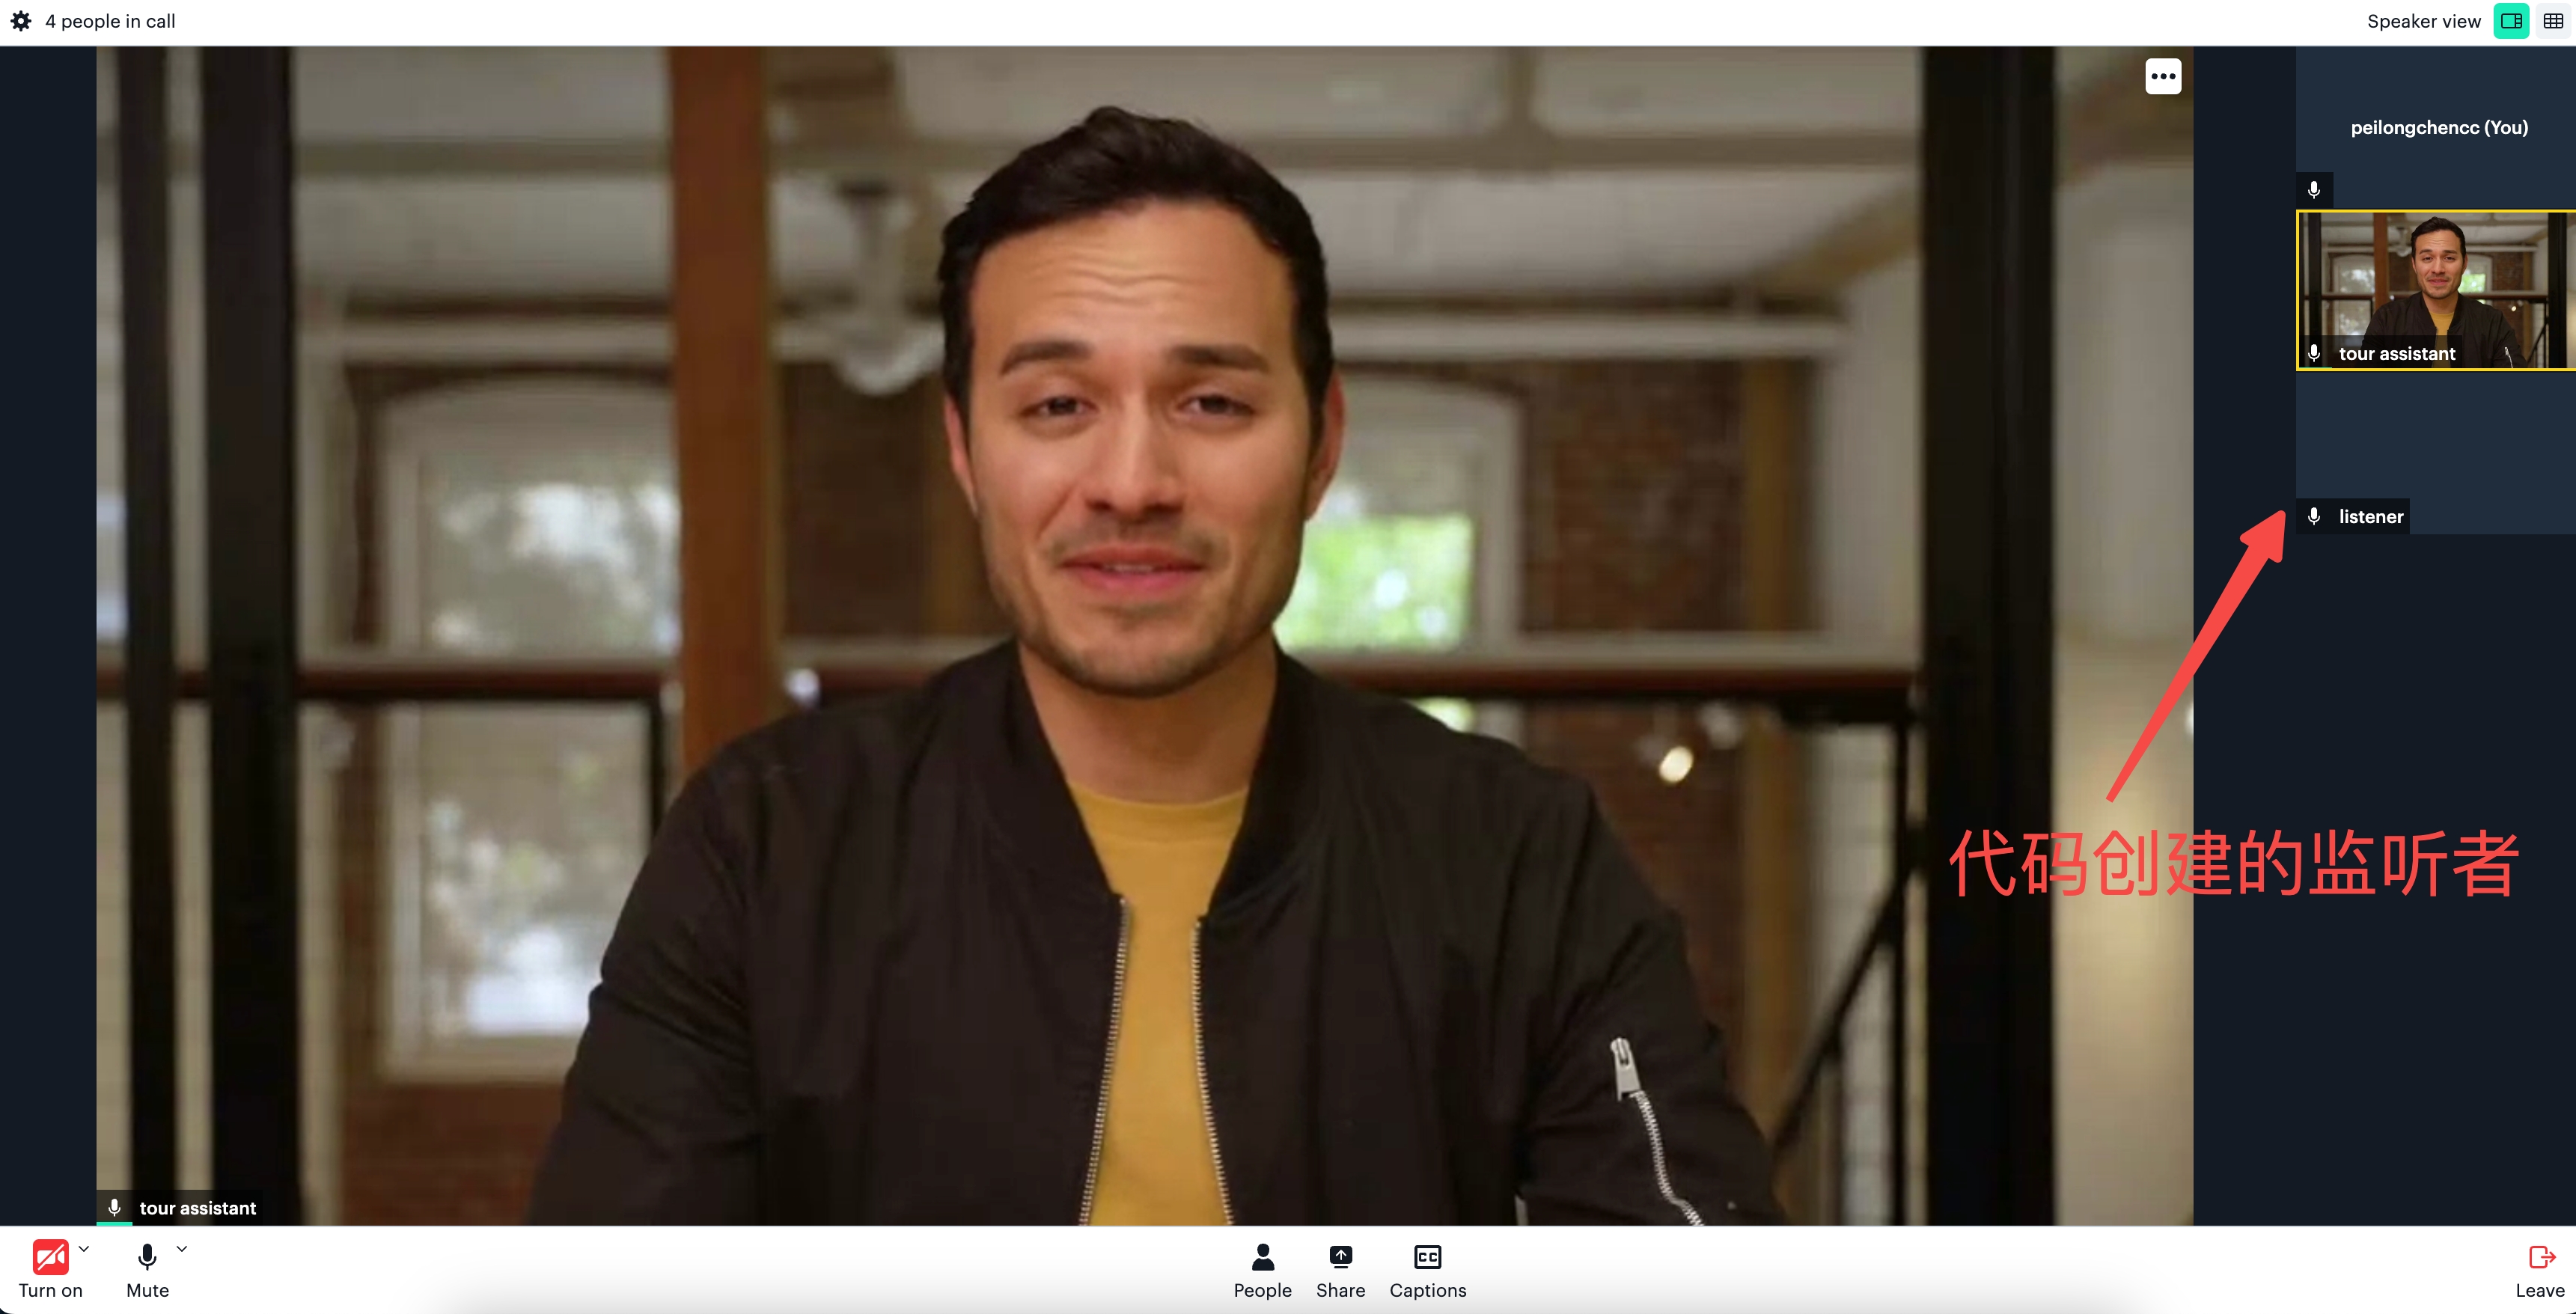 4 people in call
Speaker view
peilongchencc (You)
tour assistant
listener
代码创建的监听者
tour assistant
Turn on
Mute
People
Share
CC
Captions
Leave